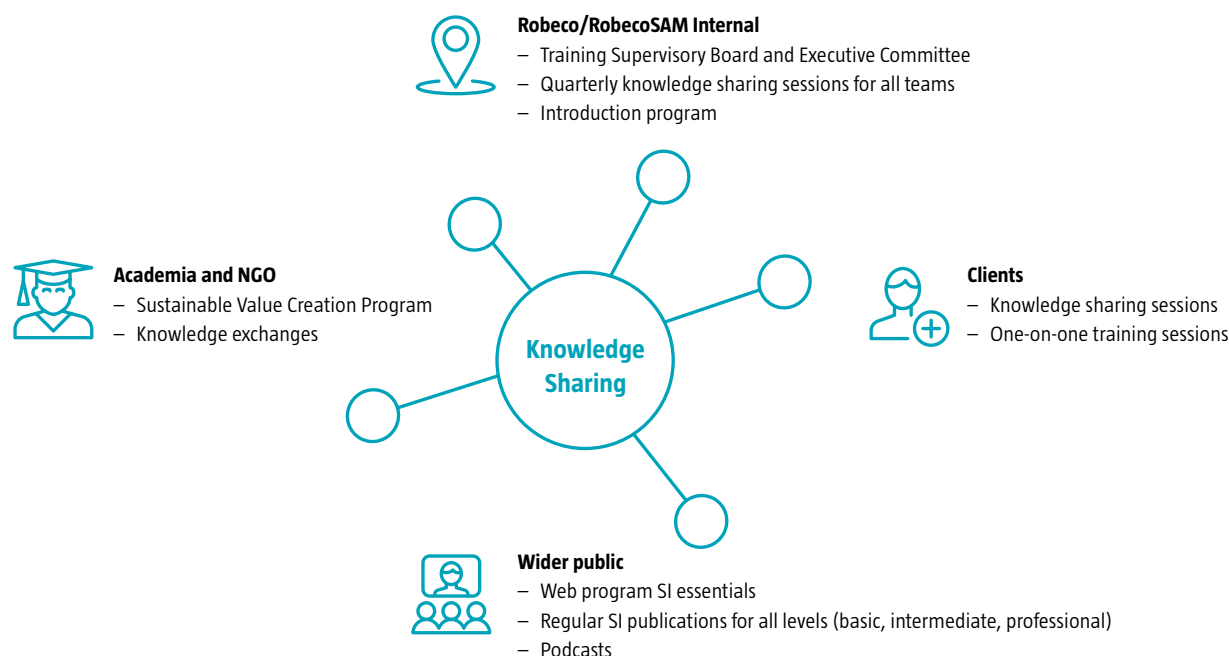 Robeco/RobecoSAM Internal
– Training Supervisory Board and Executive Committee
– Quarterly knowledge sharing sessions for all teams
– Introduction program
Academia and NGO
– Sustainable Value Creation Program
– Knowledge exchanges
Knowledge
Sharing
Clients
– Knowledge sharing sessions
– One-on-one training sessions
Wider public
– Web program SI essentials
– Regular SI publications for all levels (basic, intermediate, professional)
– Podcasts